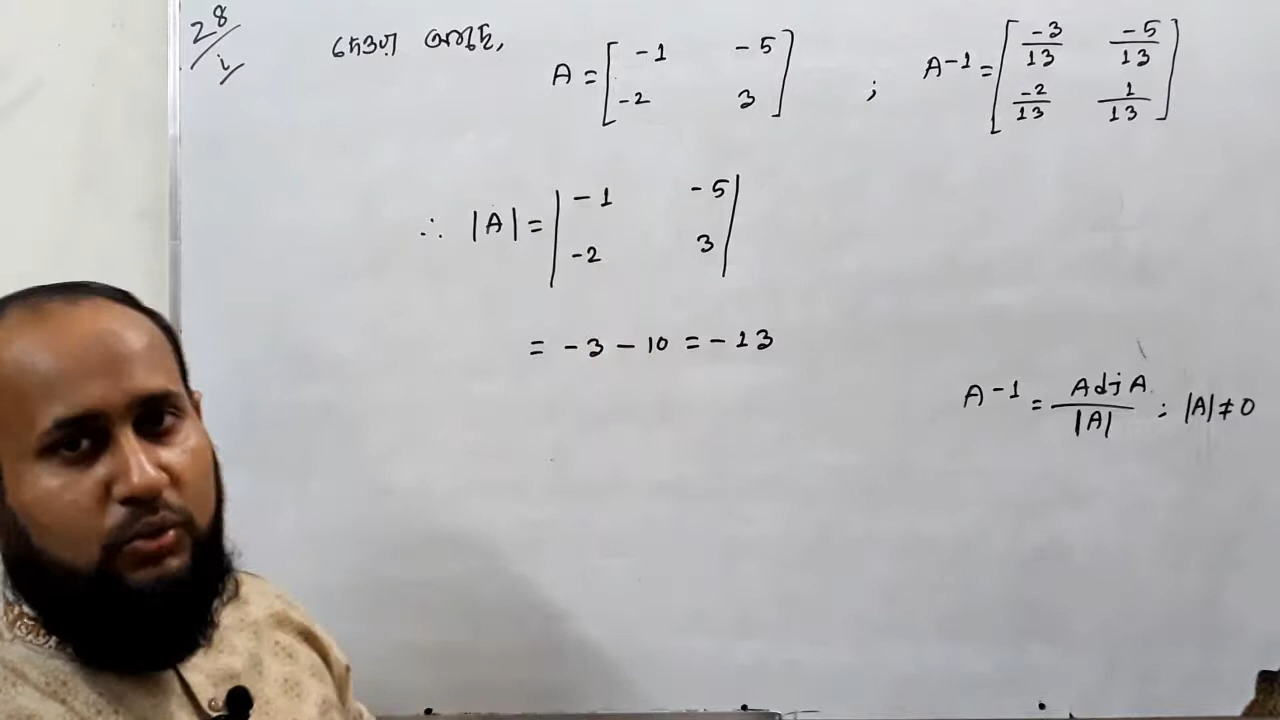 28/i
দেওয়া আছে,
A = [ -1 -5
-2 3 ] ; A-1 = [ -3/13 -5/13
-2/13 1/13 ]
∴ |A| = | -1 -5
-2 3 |
= -3 - 10 = -13
A-1 = Adj A / |A| ; |A| ≠ 0